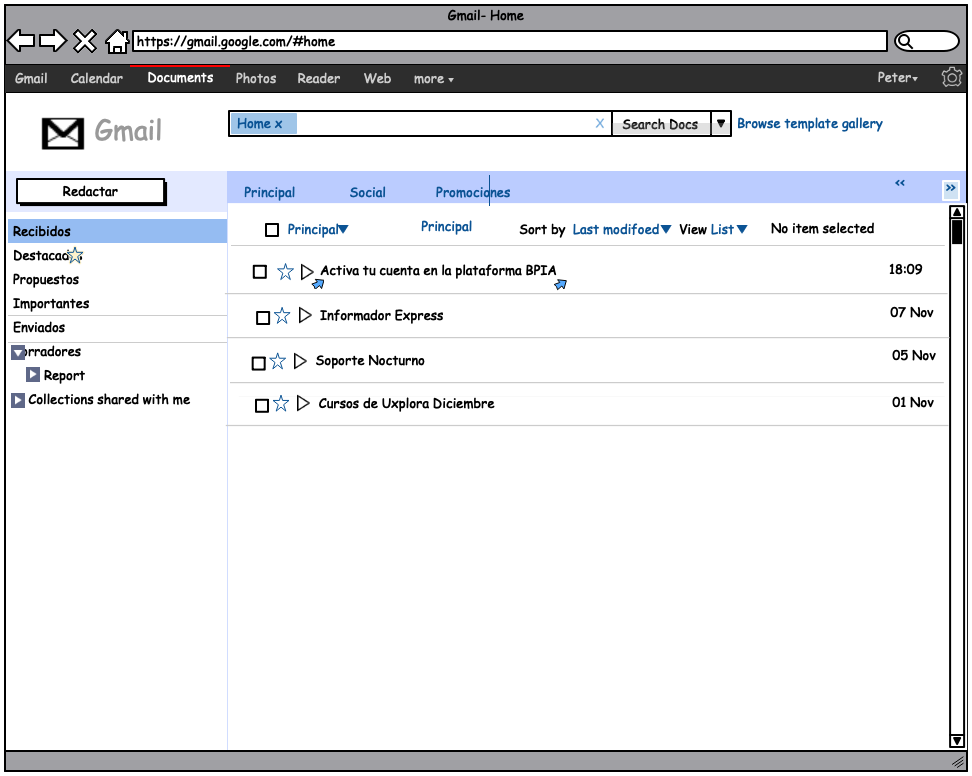 Gmail- Home
https://gmail.google.com/#home
Gmail Calendar Documents Photos Reader Web more Peter
Gmail
Home x X Search Docs Browse template gallery
Redactar
Principal Social Promociones << >>
Principal Principal Sort by Last modifoed View List No item selected
Recibidos
Destacad
Propuestos
Importantes
Enviados
orradores
Report
Collections shared with me
Activa tu cuenta en la plataforma BPIA 18:09
Informador Express 07 Nov
Soporte Nocturno 05 Nov
Cursos de Uxplora Diciembre 01 Nov